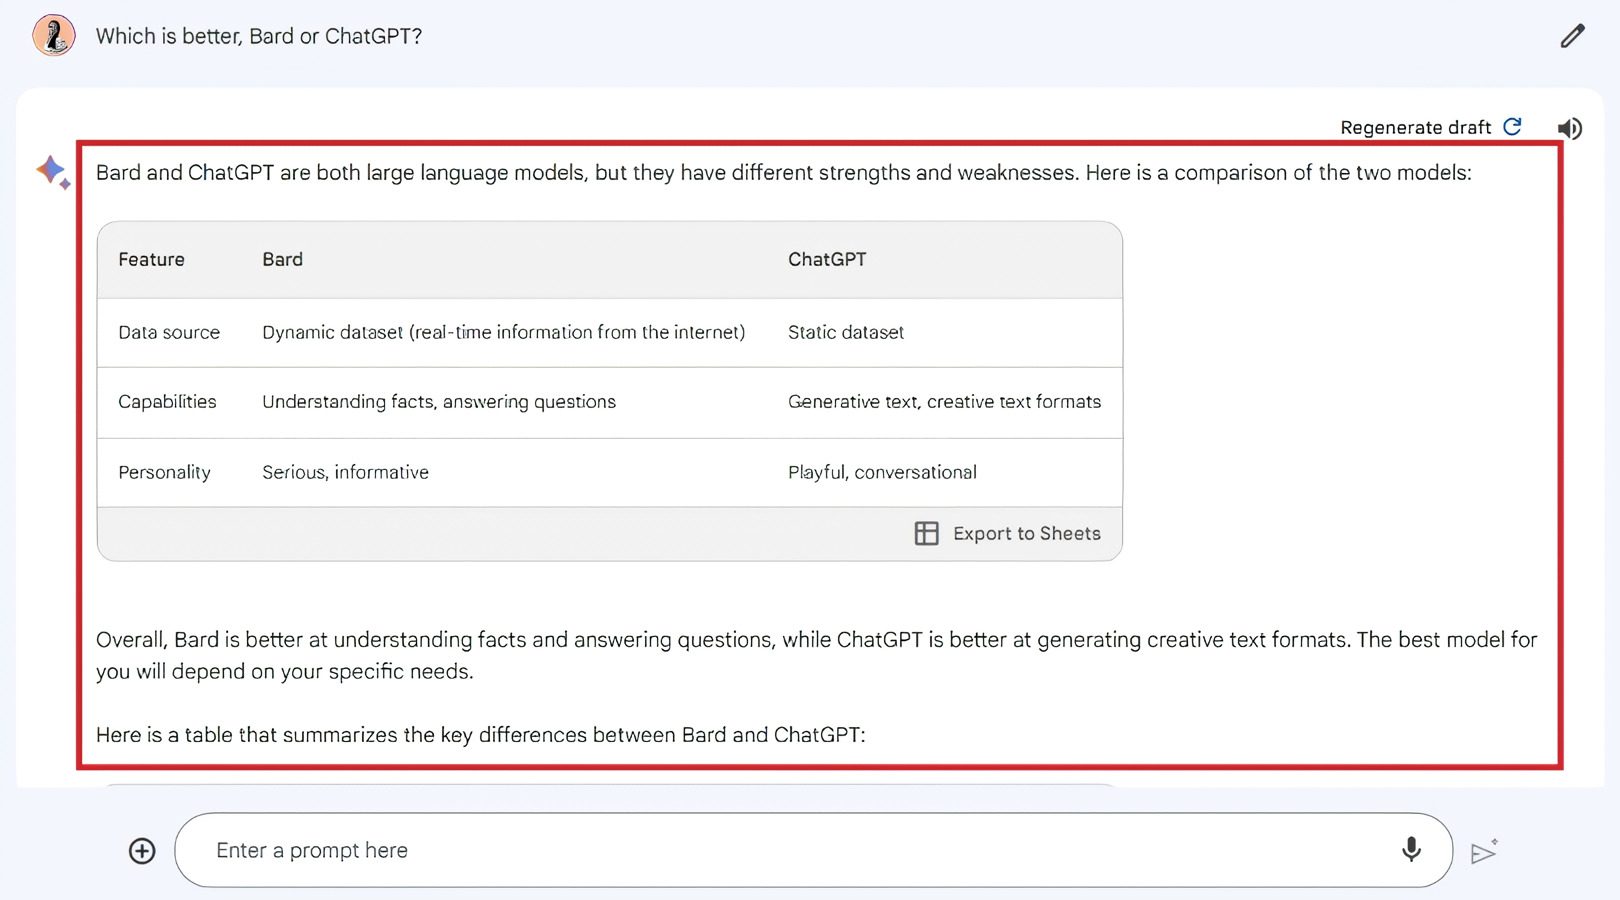 Which is better, Bard or ChatGPT?
Regenerate draft
Bard and ChatGPT are both large language models, but they have different strengths and weaknesses. Here is a comparison of the two models:
Feature Bard ChatGPT
Data source Dynamic dataset (real-time information from the internet) Static dataset
Capabilities Understanding facts, answering questions Generative text, creative text formats
Personality Serious, informative Playful, conversational
Export to Sheets
Overall, Bard is better at understanding facts and answering questions, while ChatGPT is better at generating creative text formats. The best model for
you will depend on your specific needs.
Here is a table that summarizes the key differences between Bard and ChatGPT:
Enter a prompt here